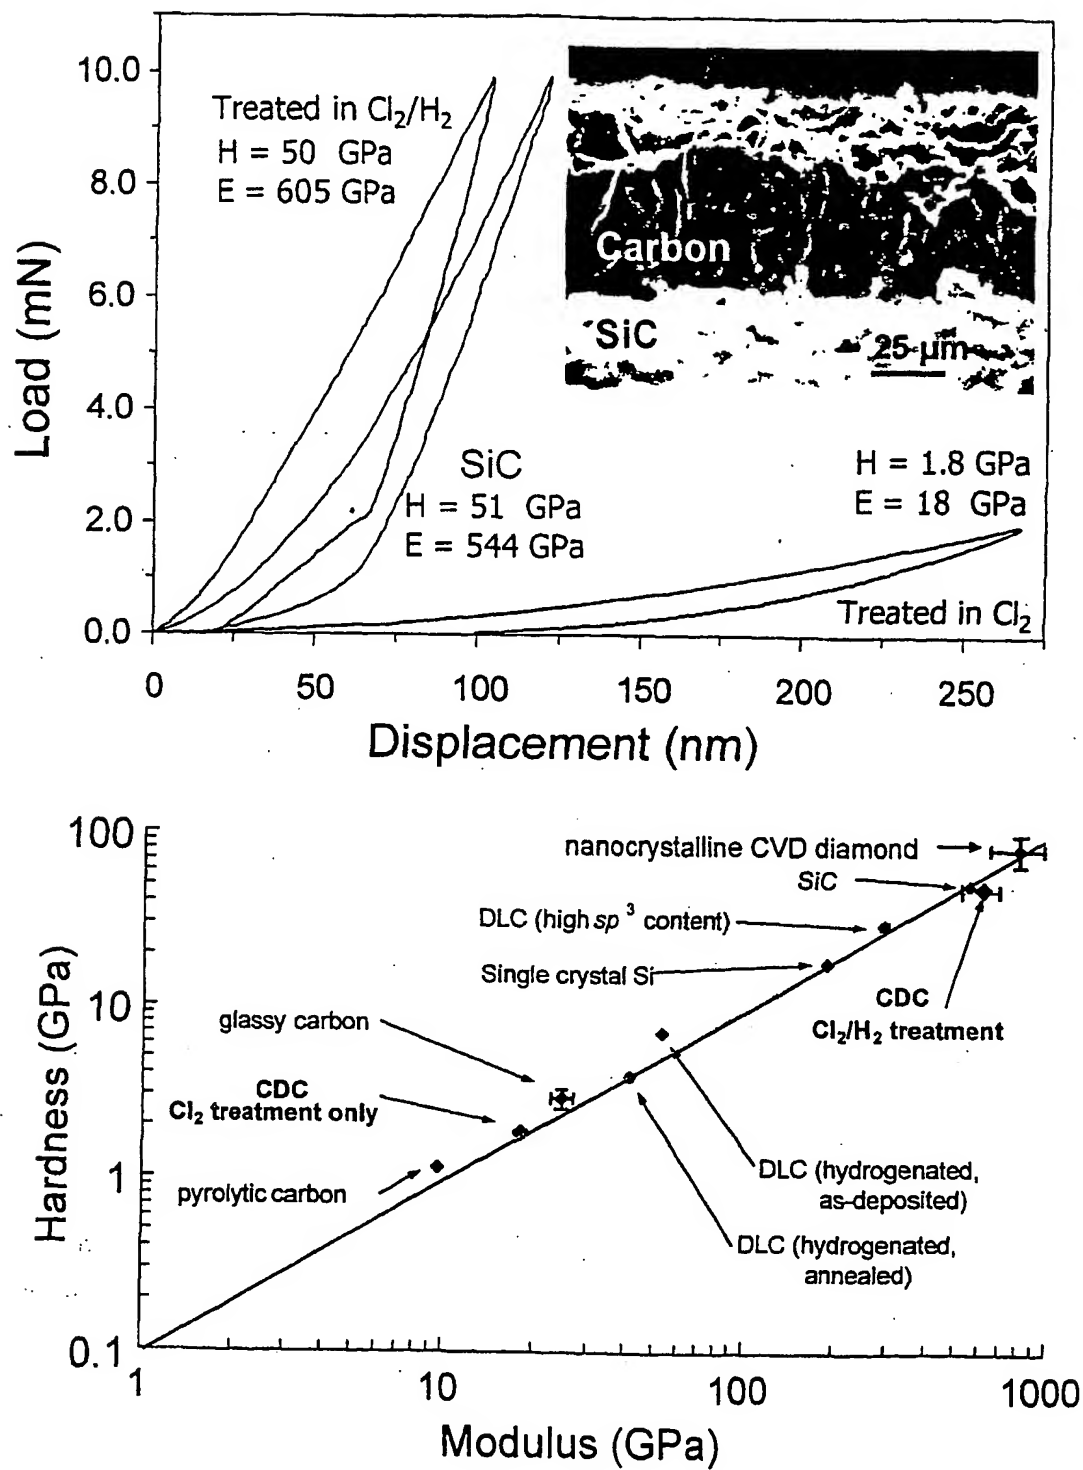 10.0
8.0
6.0
4.0
2.0
0.0
Load (mN)
Treated in Cl₂/H₂
H = 50 GPa
E = 605 GPa
Carbon
SiC
25 µm
SiC
H = 51 GPa
E = 544 GPa
H = 1.8 GPa
E = 18 GPa
Treated in Cl₂
0 50 100 150 200 250
Displacement (nm)
100
10
1
0.1
Hardness (GPa)
nanocrystalline CVD diamond
SiC
DLC (high sp ³ content)
Single crystal Si
CDC
Cl₂/H₂ treatment
glassy carbon
CDC
Cl₂ treatment only
pyrolytic carbon
DLC (hydrogenated,
as-deposited)
DLC (hydrogenated,
annealed)
1 10 100 1000
Modulus (GPa)